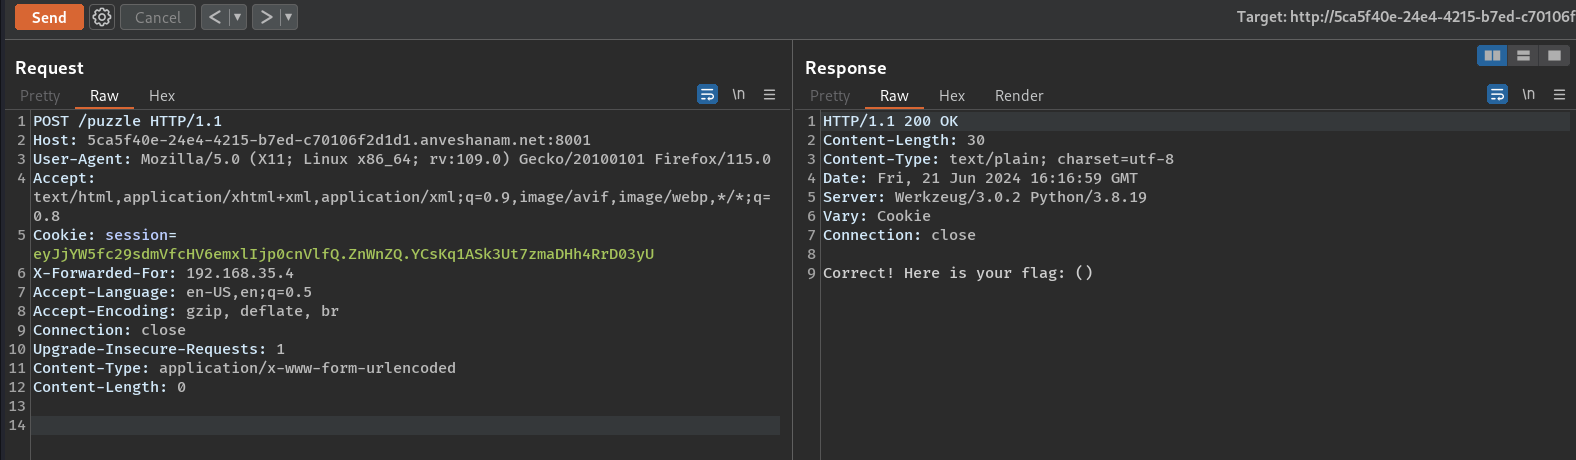 Send Cancel < ▼ > ▼ Target: http://5ca5f40e-24e4-4215-b7ed-c70106f
Request
Pretty Raw Hex \n
1 POST /puzzle HTTP/1.1
2 Host: 5ca5f40e-24e4-4215-b7ed-c70106f2d1d1.anveshanam.net:8001
3 User-Agent: Mozilla/5.0 (X11; Linux x86_64; rv:109.0) Gecko/20100101 Firefox/115.0
4 Accept:
text/html,application/xhtml+xml,application/xml;q=0.9,image/avif,image/webp,*/*;q=
0.8
5 Cookie: session=
eyJjYW5fc29sdmVfcHV6emxlIjp0cnVlfQ.ZnWnZQ.YCsKq1ASk3Ut7zmaDHh4RrD03yU
6 X-Forwarded-For: 192.168.35.4
7 Accept-Language: en-US,en;q=0.5
8 Accept-Encoding: gzip, deflate, br
9 Connection: close
10 Upgrade-Insecure-Requests: 1
11 Content-Type: application/x-www-form-urlencoded
12 Content-Length: 0
13
14
Response
Pretty Raw Hex Render \n
1 HTTP/1.1 200 OK
2 Content-Length: 30
3 Content-Type: text/plain; charset=utf-8
4 Date: Fri, 21 Jun 2024 16:16:59 GMT
5 Server: Werkzeug/3.0.2 Python/3.8.19
6 Vary: Cookie
7 Connection: close
8
9 Correct! Here is your flag: ()